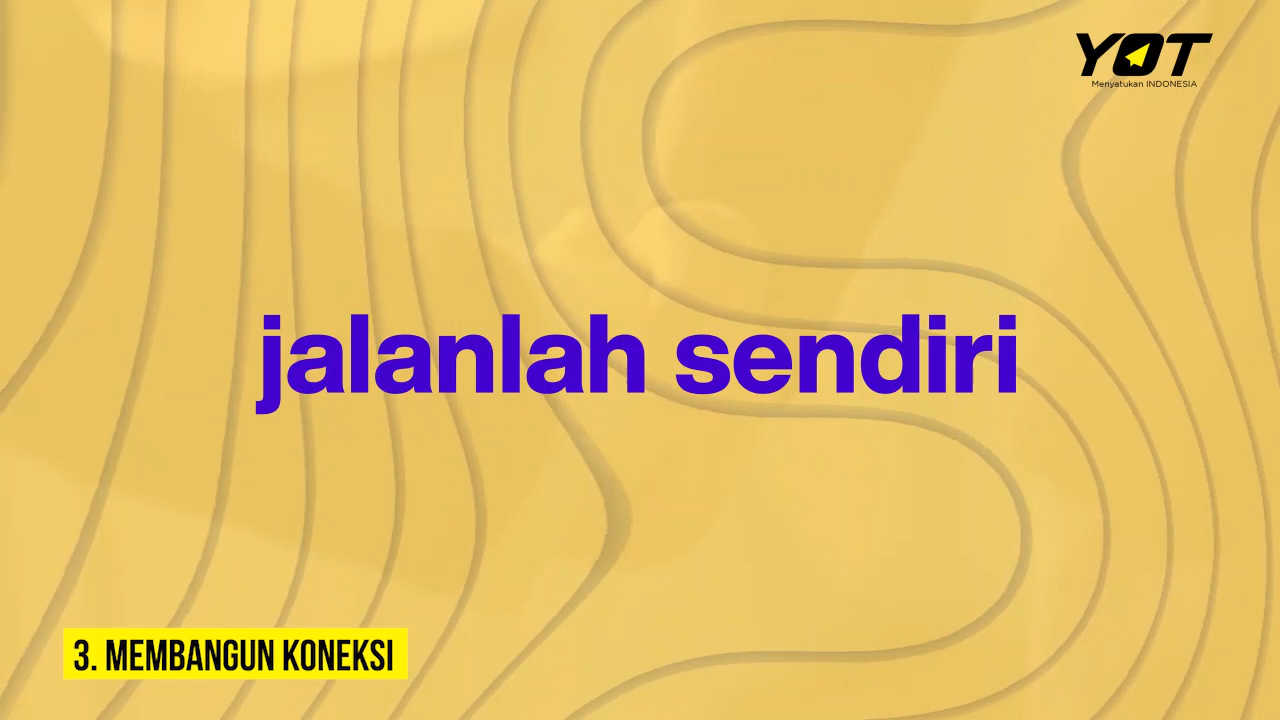 YOT
Menyatukan INDONESIA
jalanlah sendiri
3. MEMBANGUN KONEKSI